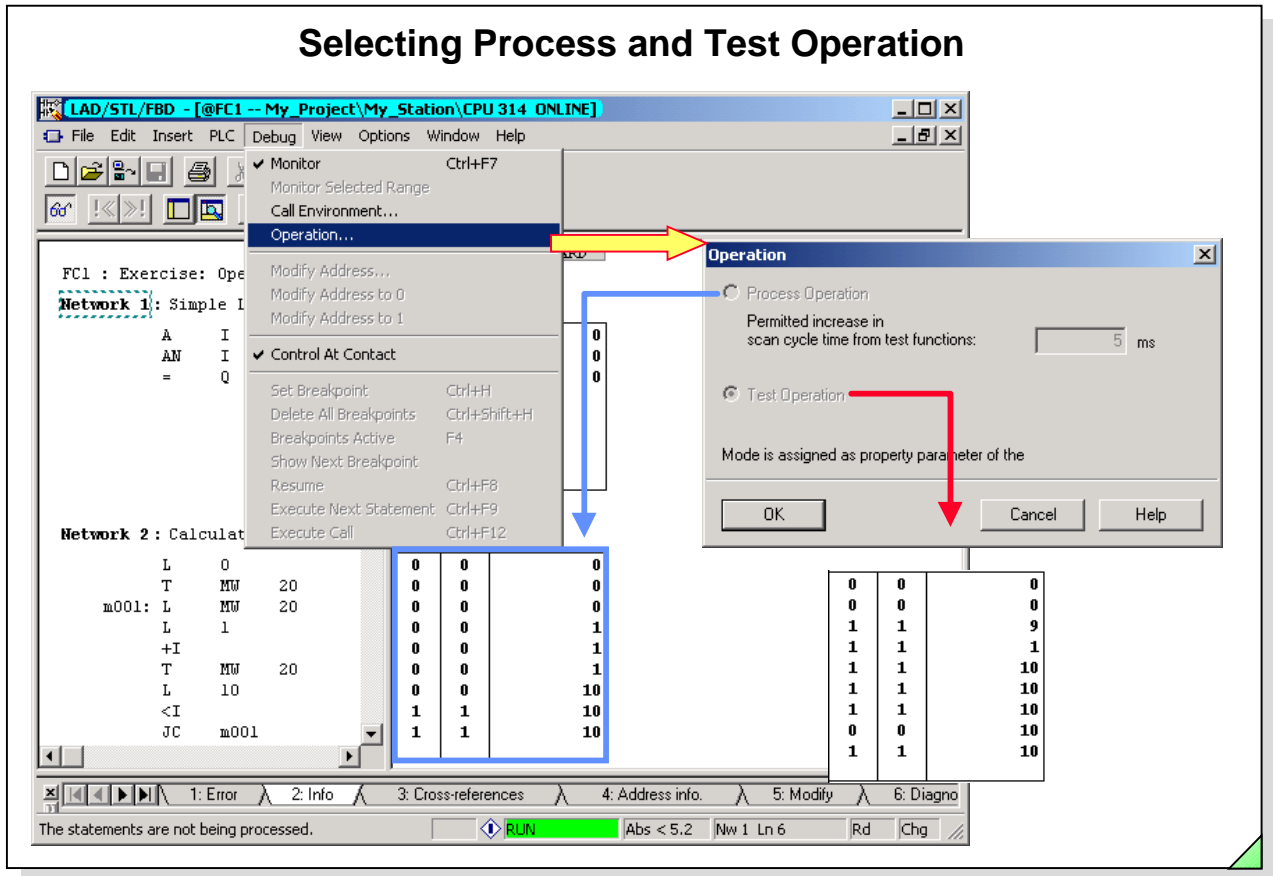 Selecting Process and Test Operation
LAD/STL/FBD - [@FC1 -- My_Project\My_Station\CPU 314 ONLINE]
File Edit Insert PLC Debug View Options Window Help
Monitor Ctrl+F7
Monitor Selected Range
Call Environment...
Operation...
Modify Address...
Modify Address to 0
Modify Address to 1
Control At Contact
Set Breakpoint Ctrl+H
Delete All Breakpoints Ctrl+Shift+H
Breakpoints Active F4
Show Next Breakpoint
Resume Ctrl+F8
Execute Next Statement Ctrl+F9
Execute Call Ctrl+F12
FC1 : Exercise: Ope
Network 1: Simple L
A I 0
AN I 0
= Q 0
Operation
Process Operation
Permitted increase in
scan cycle time from test functions: 5 ms
Test Operation
Mode is assigned as property parameter of the
OK Cancel Help
Network 2 : Calculat
L 0
T MW 20
m001: L MW 20
L 1
+I
T MW 20
L 10
<I
JC m001
0 0 0
0 0 0
0 0 0
0 0 1
0 0 1
0 0 1
0 0 10
1 1 10
1 1 10
0 0 0
0 0 0
1 1 9
1 1 1
1 1 10
1 1 10
1 1 10
0 0 10
1 1 10
1: Error 2: Info 3: Cross-references 4: Address info. 5: Modify 6: Diagno
The statements are not being processed. RUN Abs < 5.2 Nw 1 Ln 6 Rd Chg